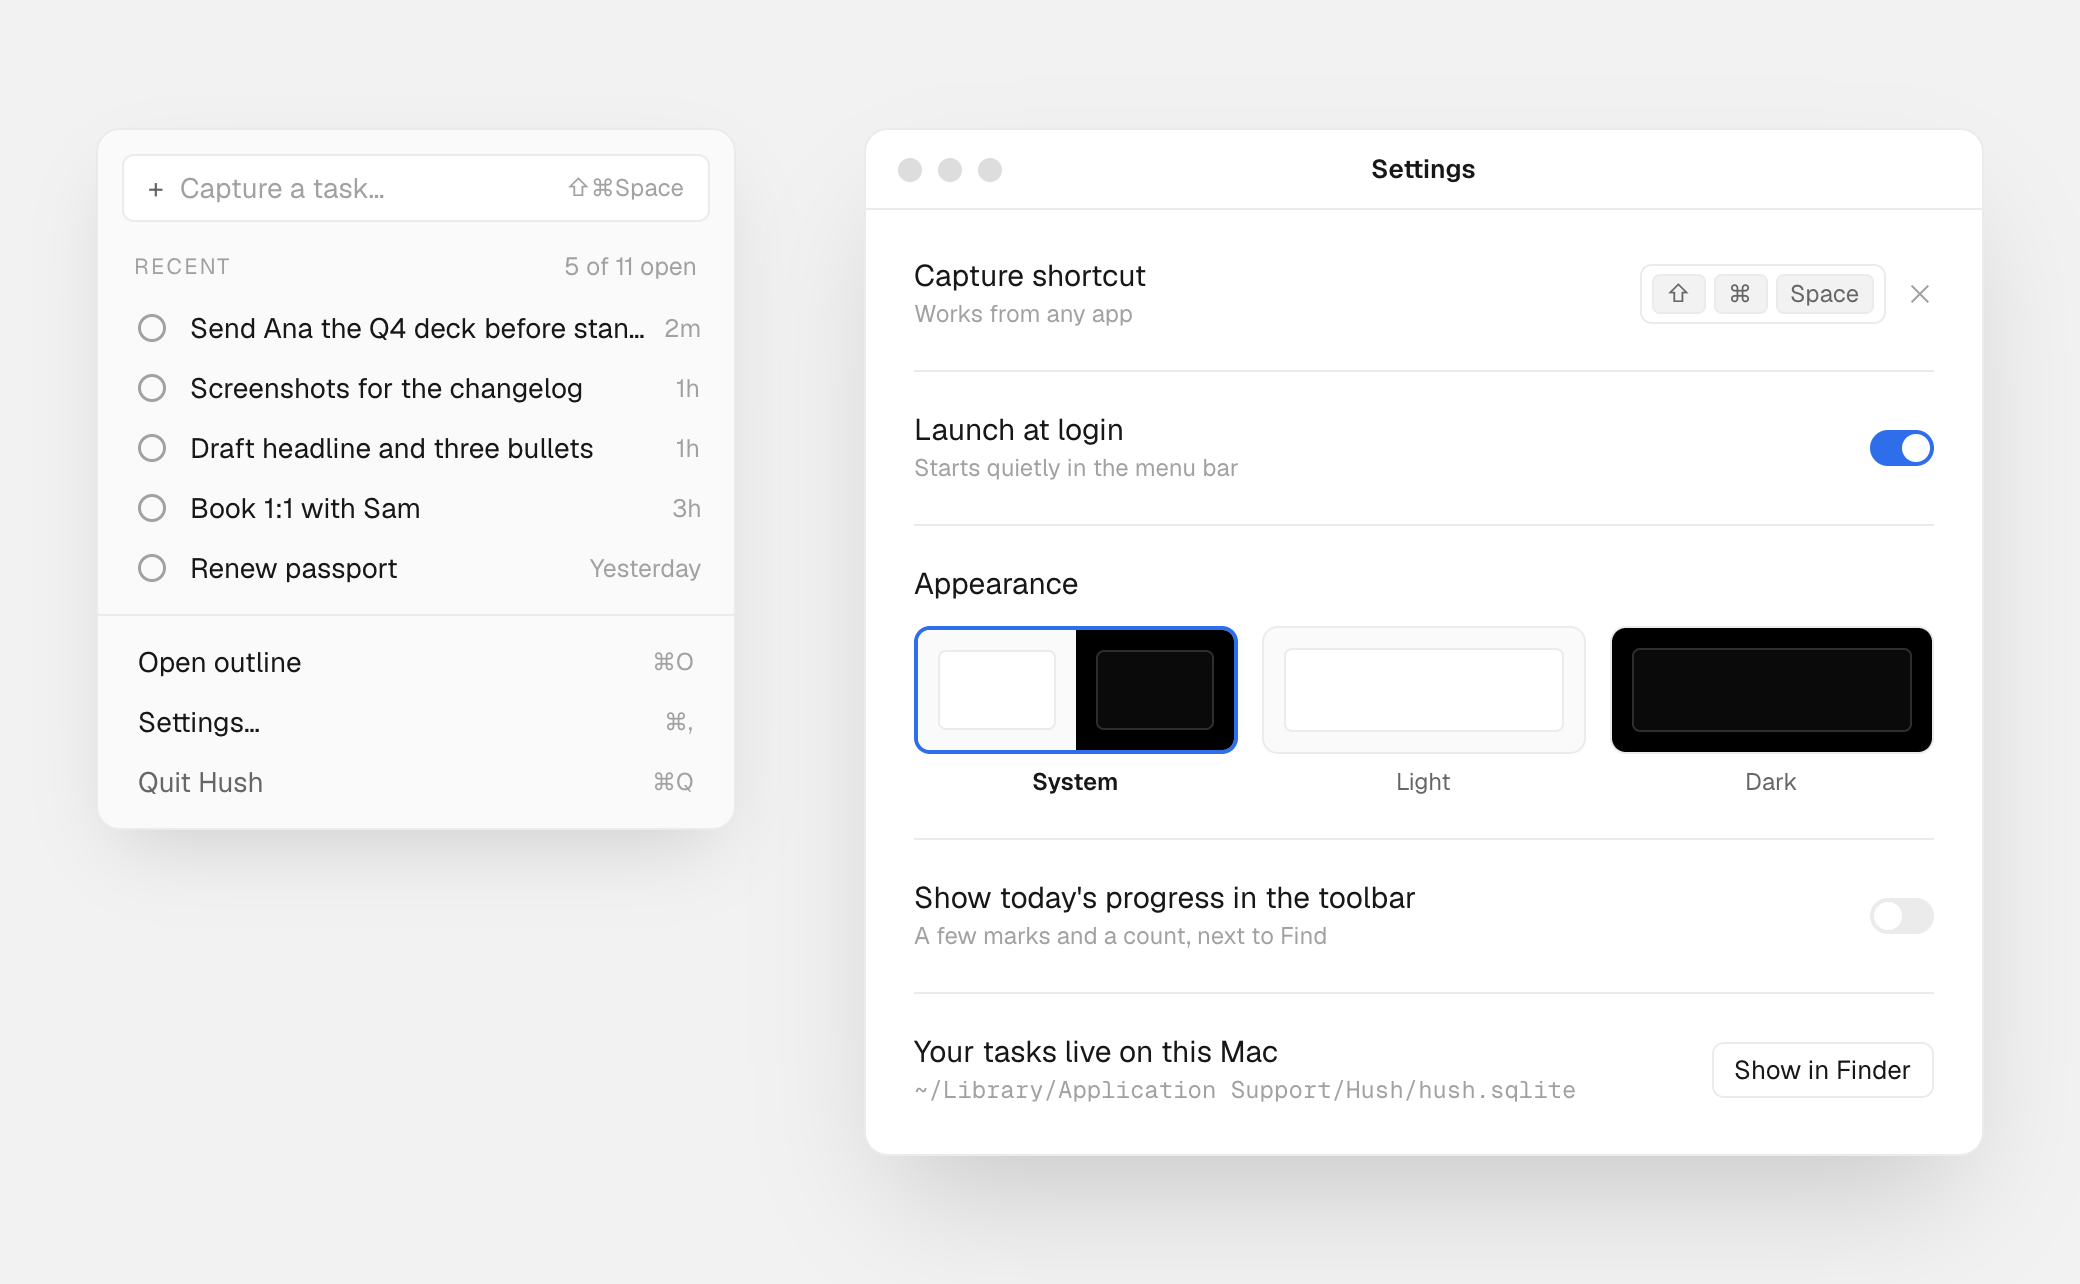 + Capture a task… ⇧⌘Space
RECENT 5 of 11 open
Send Ana the Q4 deck before stan… 2m
Screenshots for the changelog 1h
Draft headline and three bullets 1h
Book 1:1 with Sam 3h
Renew passport Yesterday
Open outline ⌘O
Settings… ⌘,
Quit Hush ⌘Q
Settings
Capture shortcut
Works from any app
⇧ ⌘ Space
Launch at login
Starts quietly in the menu bar
Appearance
System Light Dark
Show today's progress in the toolbar
A few marks and a count, next to Find
Your tasks live on this Mac
~/Library/Application Support/Hush/hush.sqlite
Show in Finder